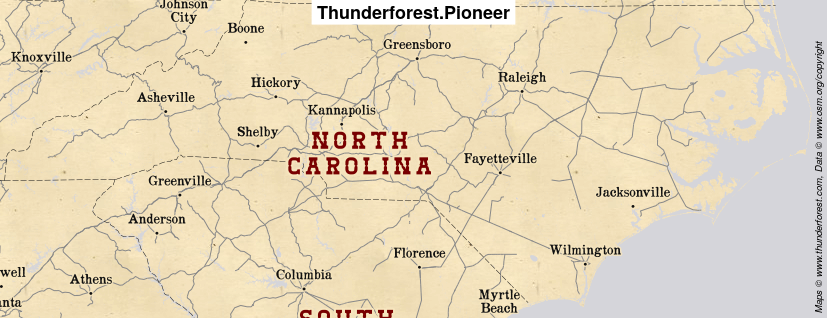 Thunderforest.Pioneer
Johnson
City
Boone
Greensboro
Knoxville
Raleigh
Hickory
Asheville
Kannapolis
Shelby
NORTH
CAROLINA
Fayetteville
Greenville
Jacksonville
Anderson
Wilmington
Florence
well
Athens
Columbia
anta
Myrtle
Beach
SOUTH
Maps © www.thunderforest.com, Data © www.osm.org/copyright